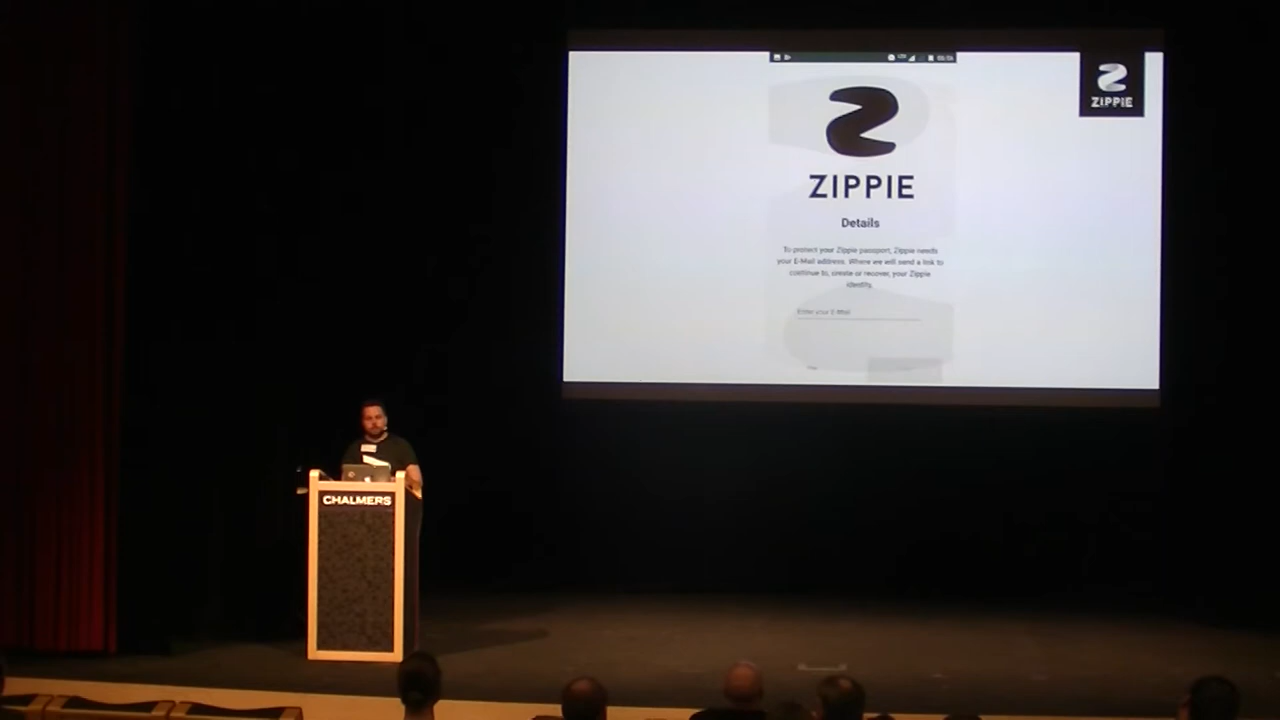 ZIPPIE
ZIPPIE
Details
To protect your Zippie passport, Zippie needs
your E-Mail address. Where we will send a link to
continue to, create or recover, your Zippie
identity.
Enter your E-Mail
CHALMERS